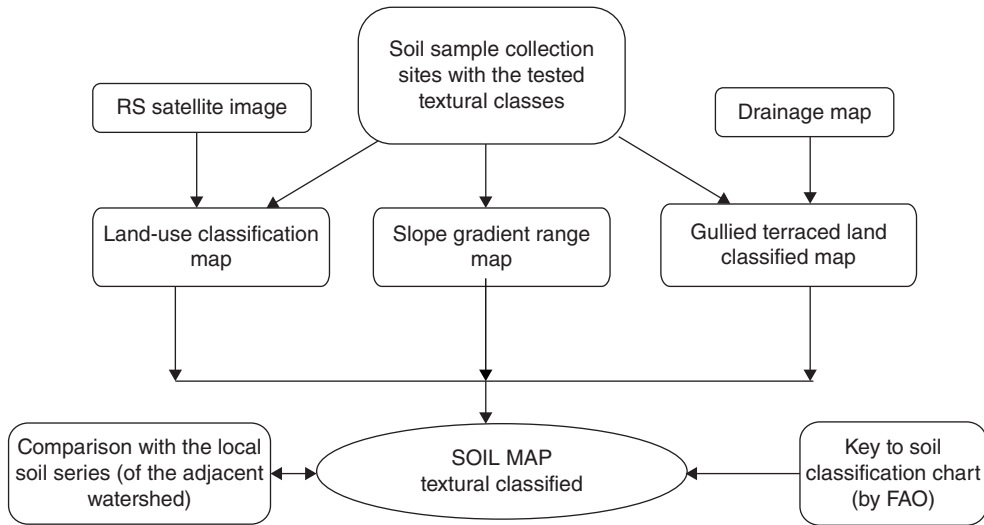 Soil sample collection
sites with the tested
textural classes
RS satellite image
Drainage map
Land-use classification
map
Slope gradient range
map
Gullied terraced land
classified map
Comparison with the local
soil series (of the adjacent
watershed)
SOIL MAP
textural classified
Key to soil
classification chart
(by FAO)